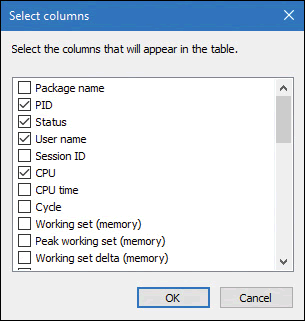 Select columns
Select the columns that will appear in the table.
Package name
PID
Status
User name
Session ID
CPU
CPU time
Cycle
Working set (memory)
Peak working set (memory)
Working set delta (memory)
OK
Cancel